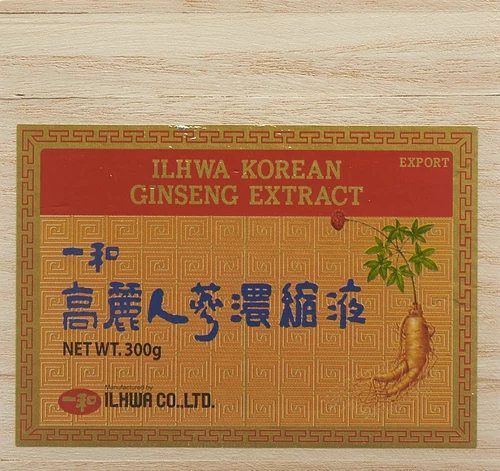 ILHWA KOREAN
EXPORT
GINSENG EXTRACT
一和
高麗人蔘濃縮液
NET WT. 300g
Manufactured by
一和 ILHWA CO.,LTD.